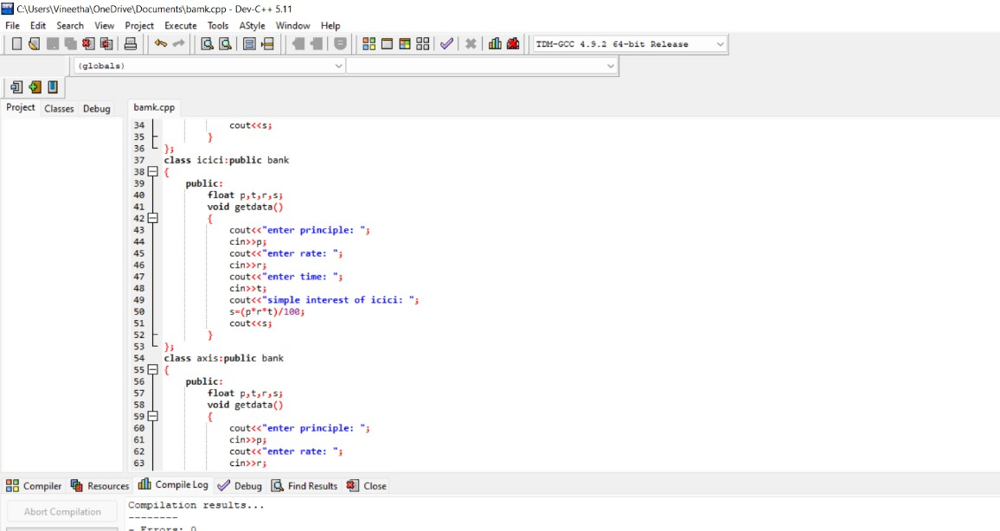 C:\Users\Vineetha\OneDrive\Documents\bamk.cpp - Dev-C++ 5.11
File Edit Search View Project Execute Tools AStyle Window Help
TDM-GCC 4.9.2 64-bit Release
(globals)
Project Classes Debug
bamk.cpp
34 cout<<s;
35 }
36 };
37 class icici:public bank
38 {
39 public:
40 float p,t,r,s;
41 void getdata()
42 {
43 cout<<"enter principle: ";
44 cin>>p;
45 cout<<"enter rate: ";
46 cin>>r;
47 cout<<"enter time: ";
48 cin>>t;
49 cout<<"simple interest of icici: ";
50 s=(p*r*t)/100;
51 cout<<s;
52 }
53 };
54 class axis:public bank
55 {
56 public:
57 float p,t,r,s;
58 void getdata()
59 {
60 cout<<"enter principle: ";
61 cin>>p;
62 cout<<"enter rate: ";
63 cin>>r;
Compiler Resources Compile Log Debug Find Results Close
Abort Compilation
Compilation results...
--------
- Errors: 0